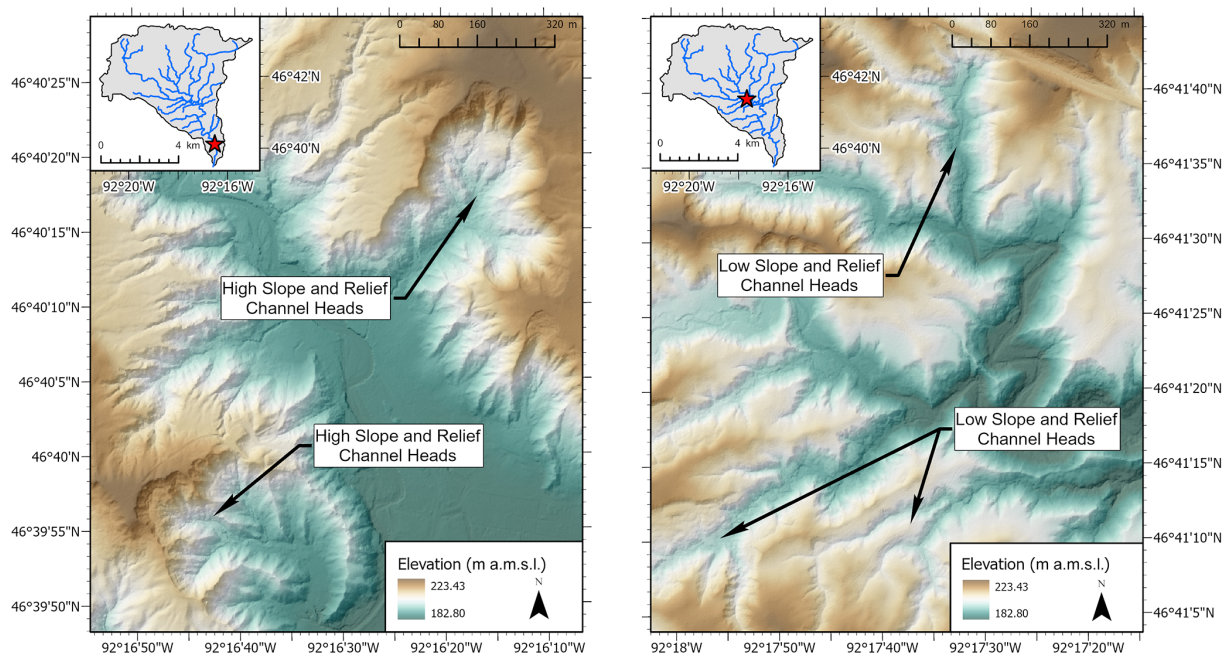 0 80 160 320 m
46°42'N
46°40'N
0 4 km
92°20'W 92°16'W
46°40'25"N
46°40'20"N
46°40'15"N
46°40'10"N
46°40'5"N
46°40'N
46°39'55"N
46°39'50"N
High Slope and Relief
Channel Heads
High Slope and Relief
Channel Heads
Elevation (m a.m.s.l.)
223.43
182.80
N
92°16'50"W 92°16'40"W 92°16'30"W 92°16'20"W 92°16'10"W
0 80 160 320 m
46°42'N
46°40'N
0 4 km
92°20'W 92°16'W
46°41'40"N
46°41'35"N
46°41'30"N
46°41'25"N
46°41'20"N
46°41'15"N
46°41'10"N
46°41'5"N
Low Slope and Relief
Channel Heads
Low Slope and Relief
Channel Heads
Elevation (m a.m.s.l.)
223.43
182.80
N
92°18'W 92°17'50"W 92°17'40"W 92°17'30"W 92°17'20"W